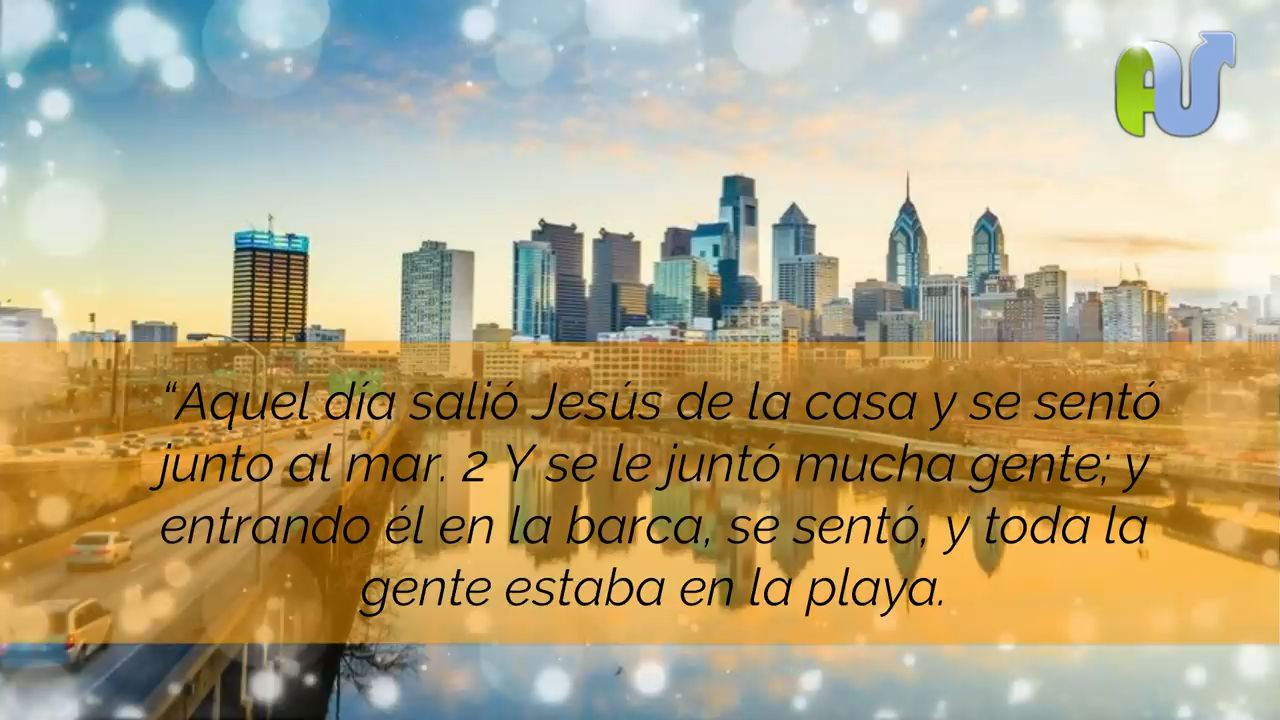 AU
“Aquel día salió Jesús de la casa y se sentó
junto al mar. 2 Y se le juntó mucha gente; y
entrando él en la barca, se sentó, y toda la
gente estaba en la playa.